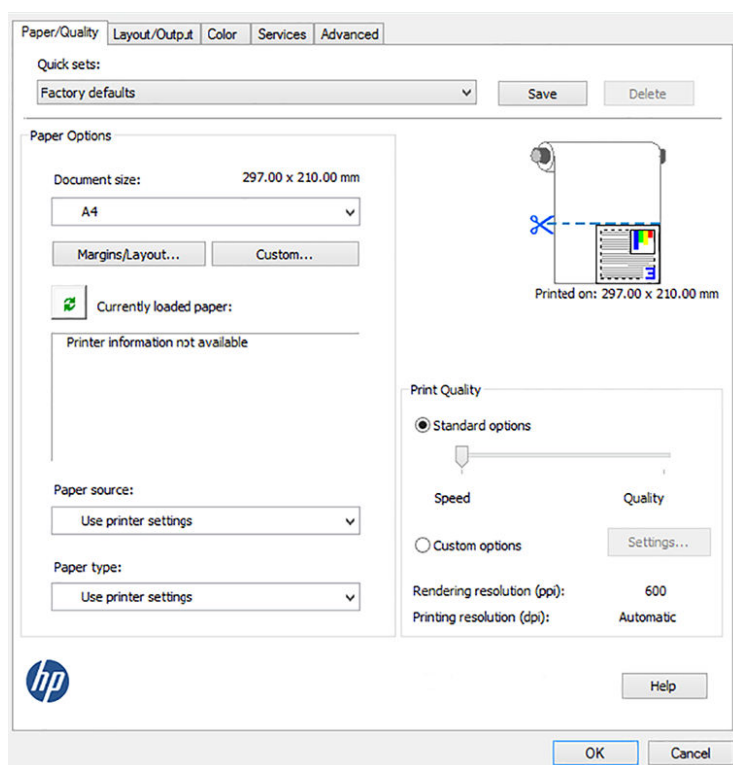 Paper/Quality Layout/Output Color Services Advanced
Quick sets:
Factory defaults Save Delete
Paper Options
Document size: 297.00 x 210.00 mm
A4
Margins/Layout... Custom...
Currently loaded paper:
Printer information not available
Paper source:
Use printer settings
Paper type:
Use printer settings
Printed on: 297.00 x 210.00 mm
Print Quality
Standard options
Speed Quality
Custom options Settings...
Rendering resolution (ppi): 600
Printing resolution (dpi): Automatic
hp
Help
OK Cancel